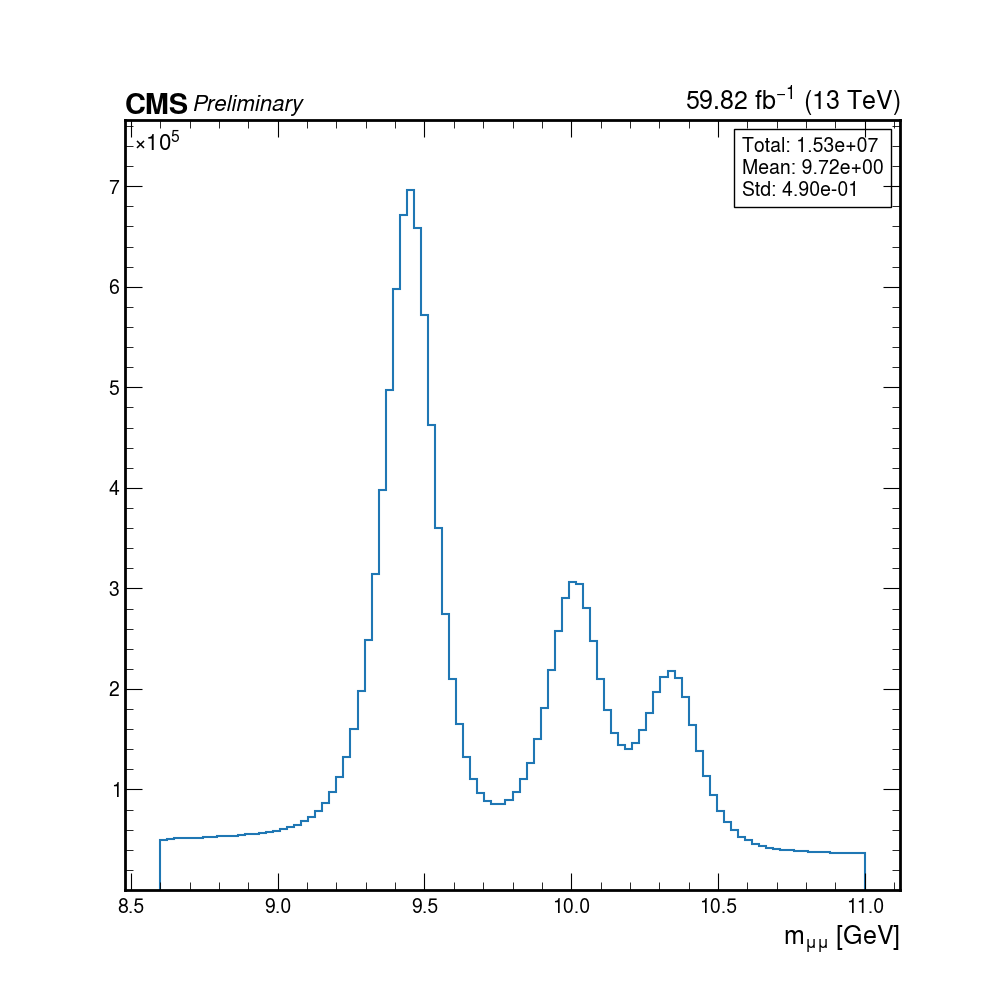 CMS Preliminary 59.82 fb⁻¹ (13 TeV)
×10⁵
Total: 1.53e+07
Mean: 9.72e+00
Std: 4.90e-01
7
6
5
4
3
2
1
8.5 9.0 9.5 10.0 10.5 11.0
m_μμ [GeV]